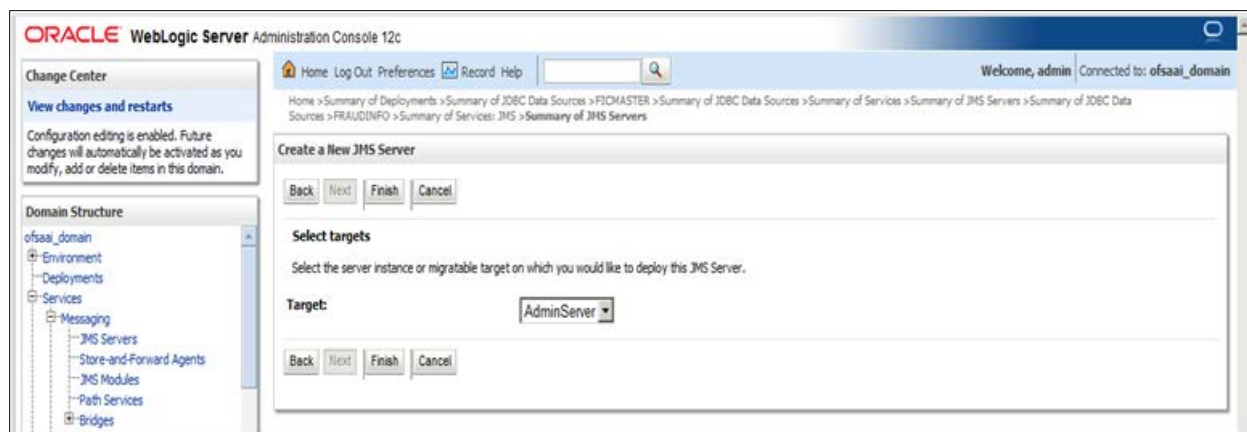 ORACLE WebLogic Server Administration Console 12c
Change Center
View changes and restarts
Configuration editing is enabled. Future
changes will automatically be activated as you
modify, add or delete items in this domain.
Domain Structure
ofsaai_domain
Environment
Deployments
Services
Messaging
JMS Servers
Store-and-Forward Agents
JMS Modules
Path Services
Bridges
Home Log Out Preferences Record Help
Welcome, admin Connected to: ofsaai_domain
Home >Summary of Deployments >Summary of JDBC Data Sources >FICMASTER >Summary of JDBC Data Sources >Summary of Services >Summary of JMS Servers >Summary of JDBC Data
Sources >FRAUDINFO >Summary of Services: JMS >Summary of JMS Servers
Create a New JMS Server
Back Next Finish Cancel
Select targets
Select the server instance or migratable target on which you would like to deploy this JMS Server.
Target: AdminServer
Back Next Finish Cancel